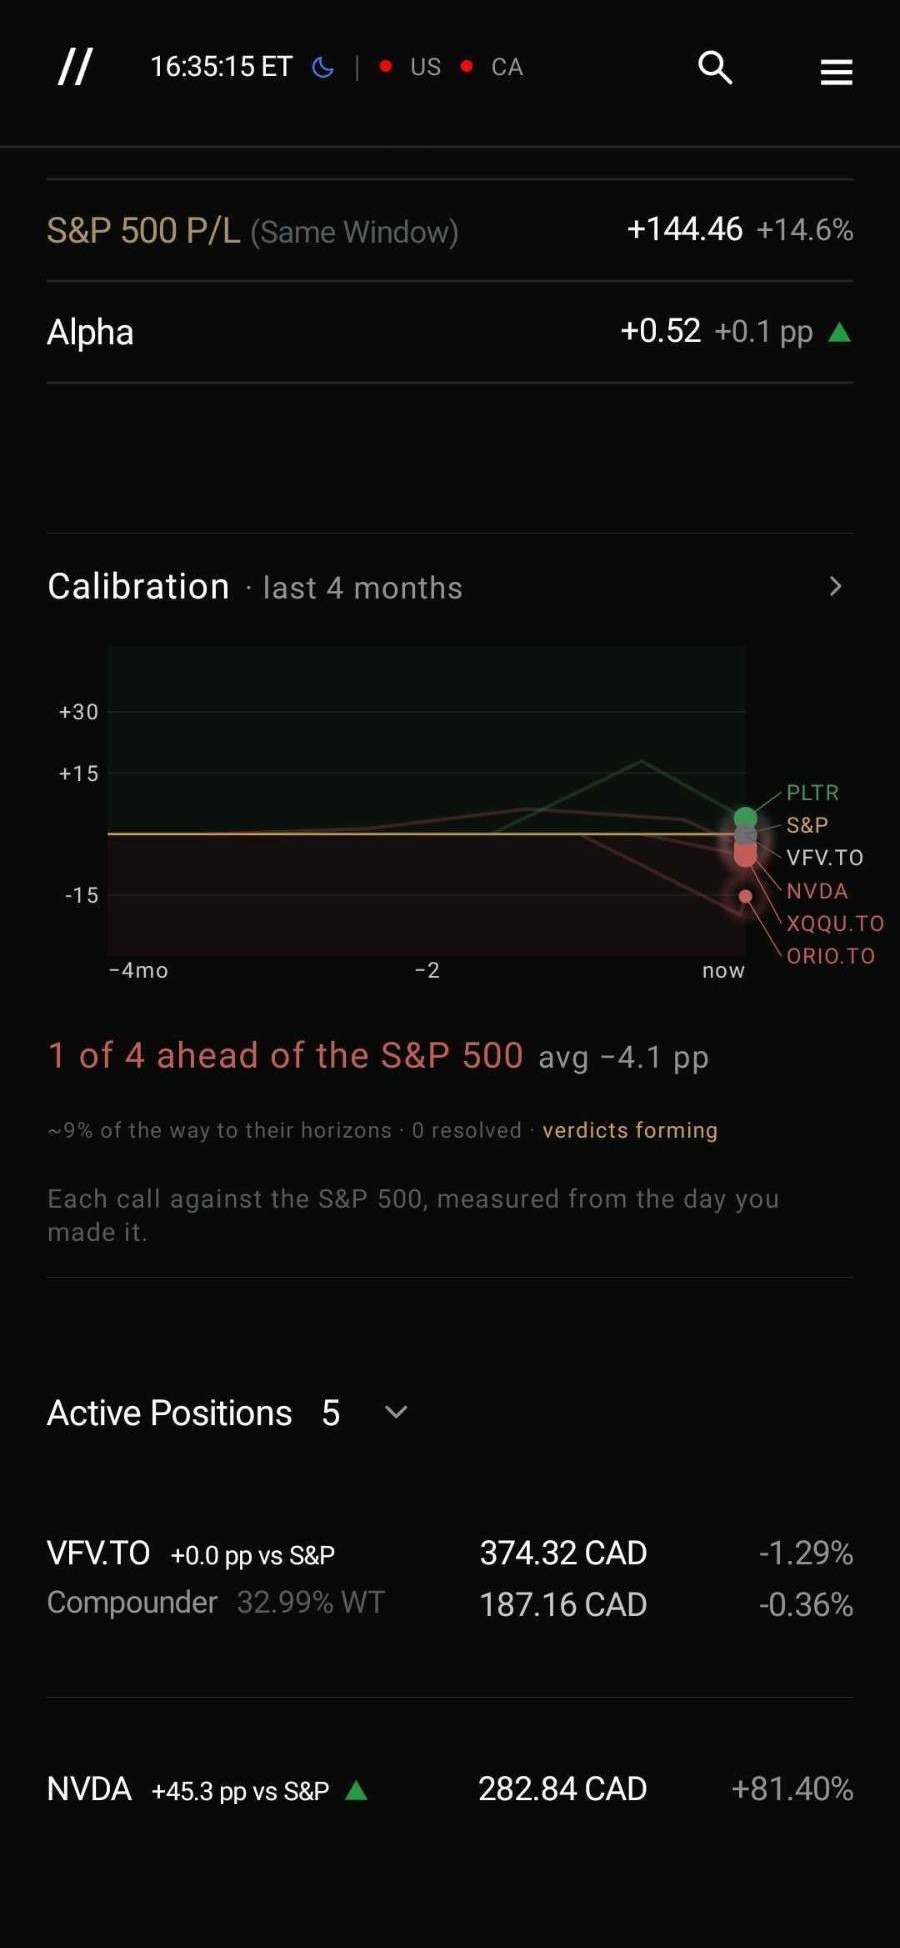 //
16:35:15 ET | US CA
S&P 500 P/L (Same Window) +144.46 +14.6%
Alpha +0.52 +0.1 pp
Calibration · last 4 months
+30
+15
-15
−4mo −2 now
PLTR
S&P
VFV.TO
NVDA
XQQU.TO
ORIO.TO
1 of 4 ahead of the S&P 500 avg −4.1 pp
~9% of the way to their horizons · 0 resolved · verdicts forming
Each call against the S&P 500, measured from the day you
made it.
Active Positions 5
VFV.TO +0.0 pp vs S&P 374.32 CAD -1.29%
Compounder 32.99% WT 187.16 CAD -0.36%
NVDA +45.3 pp vs S&P 282.84 CAD +81.40%